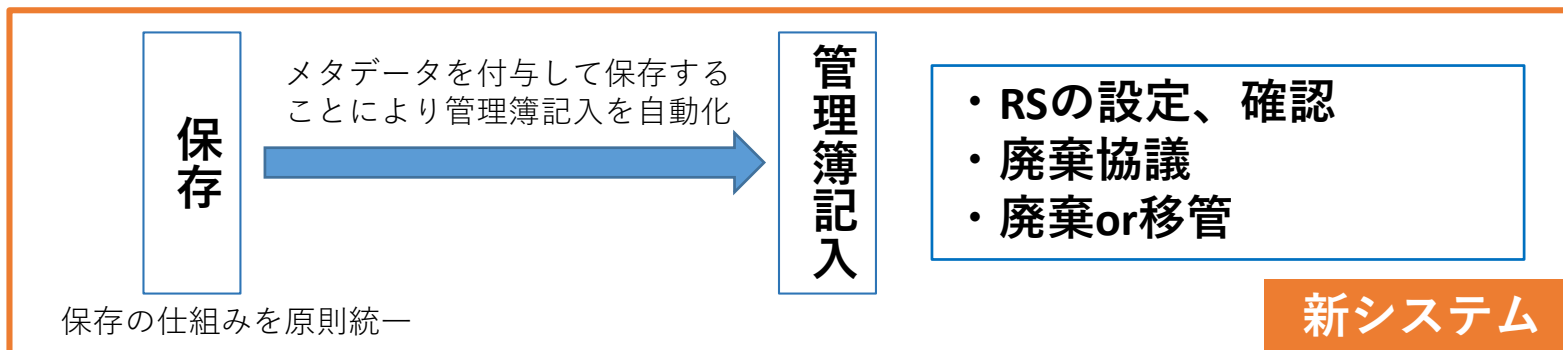 保存
メタデータを付与して保存する
ことにより管理簿記入を自動化
管理簿記入
・RSの設定、確認
・廃棄協議
・廃棄or移管
保存の仕組みを原則統一
新システム